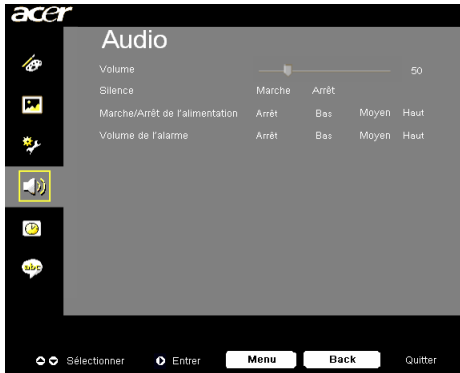 acer
Audio
Volume 50
Silence Marche Arrêt
Marche/Arrêt de l'alimentation Arrêt Bas Moyen Haut
Volume de l'alarme Arrêt Bas Moyen Haut
abc
Sélectionner Entrer Menu Back Quitter